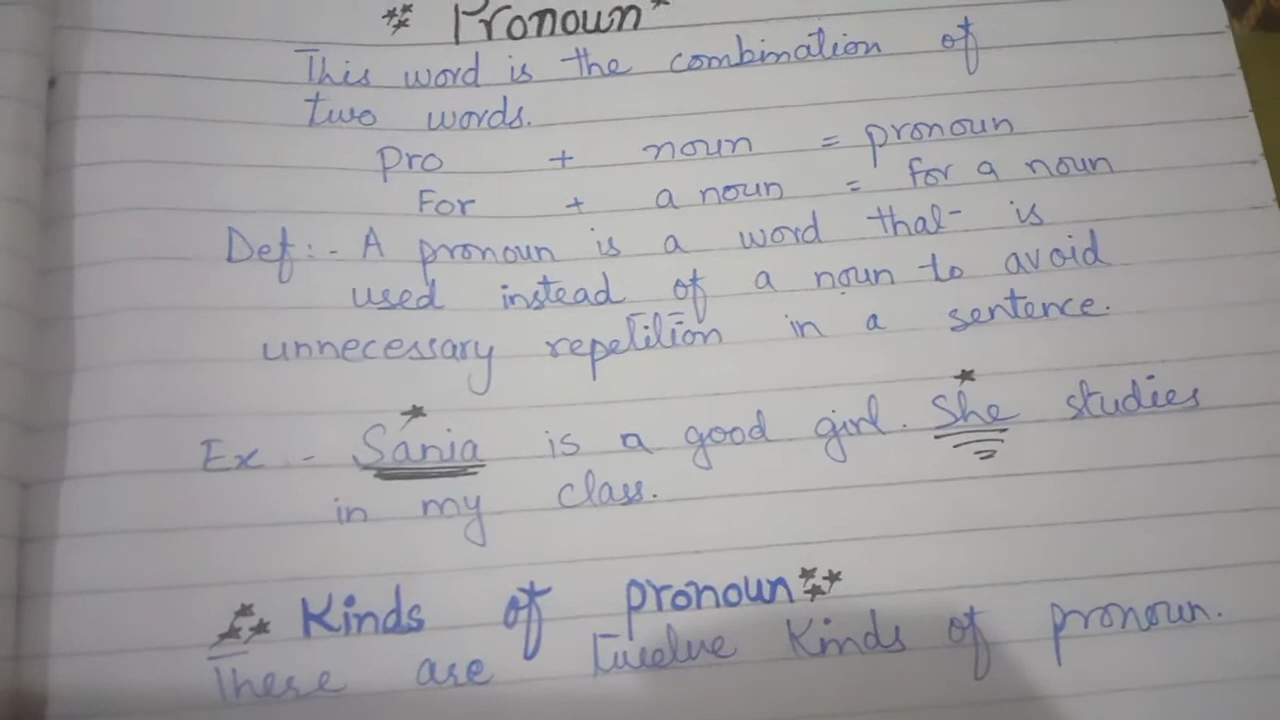 Pronoun
This word is the combination of
two words.
Pro + noun = pronoun
For + a noun = for a noun
Def:- A pronoun is a word that is
used instead of a noun to avoid
unnecessary repetition in a sentence.
Ex - Sania is a good girl. She studies
in my class.
Kinds of pronoun
There are twelve kinds of pronoun.